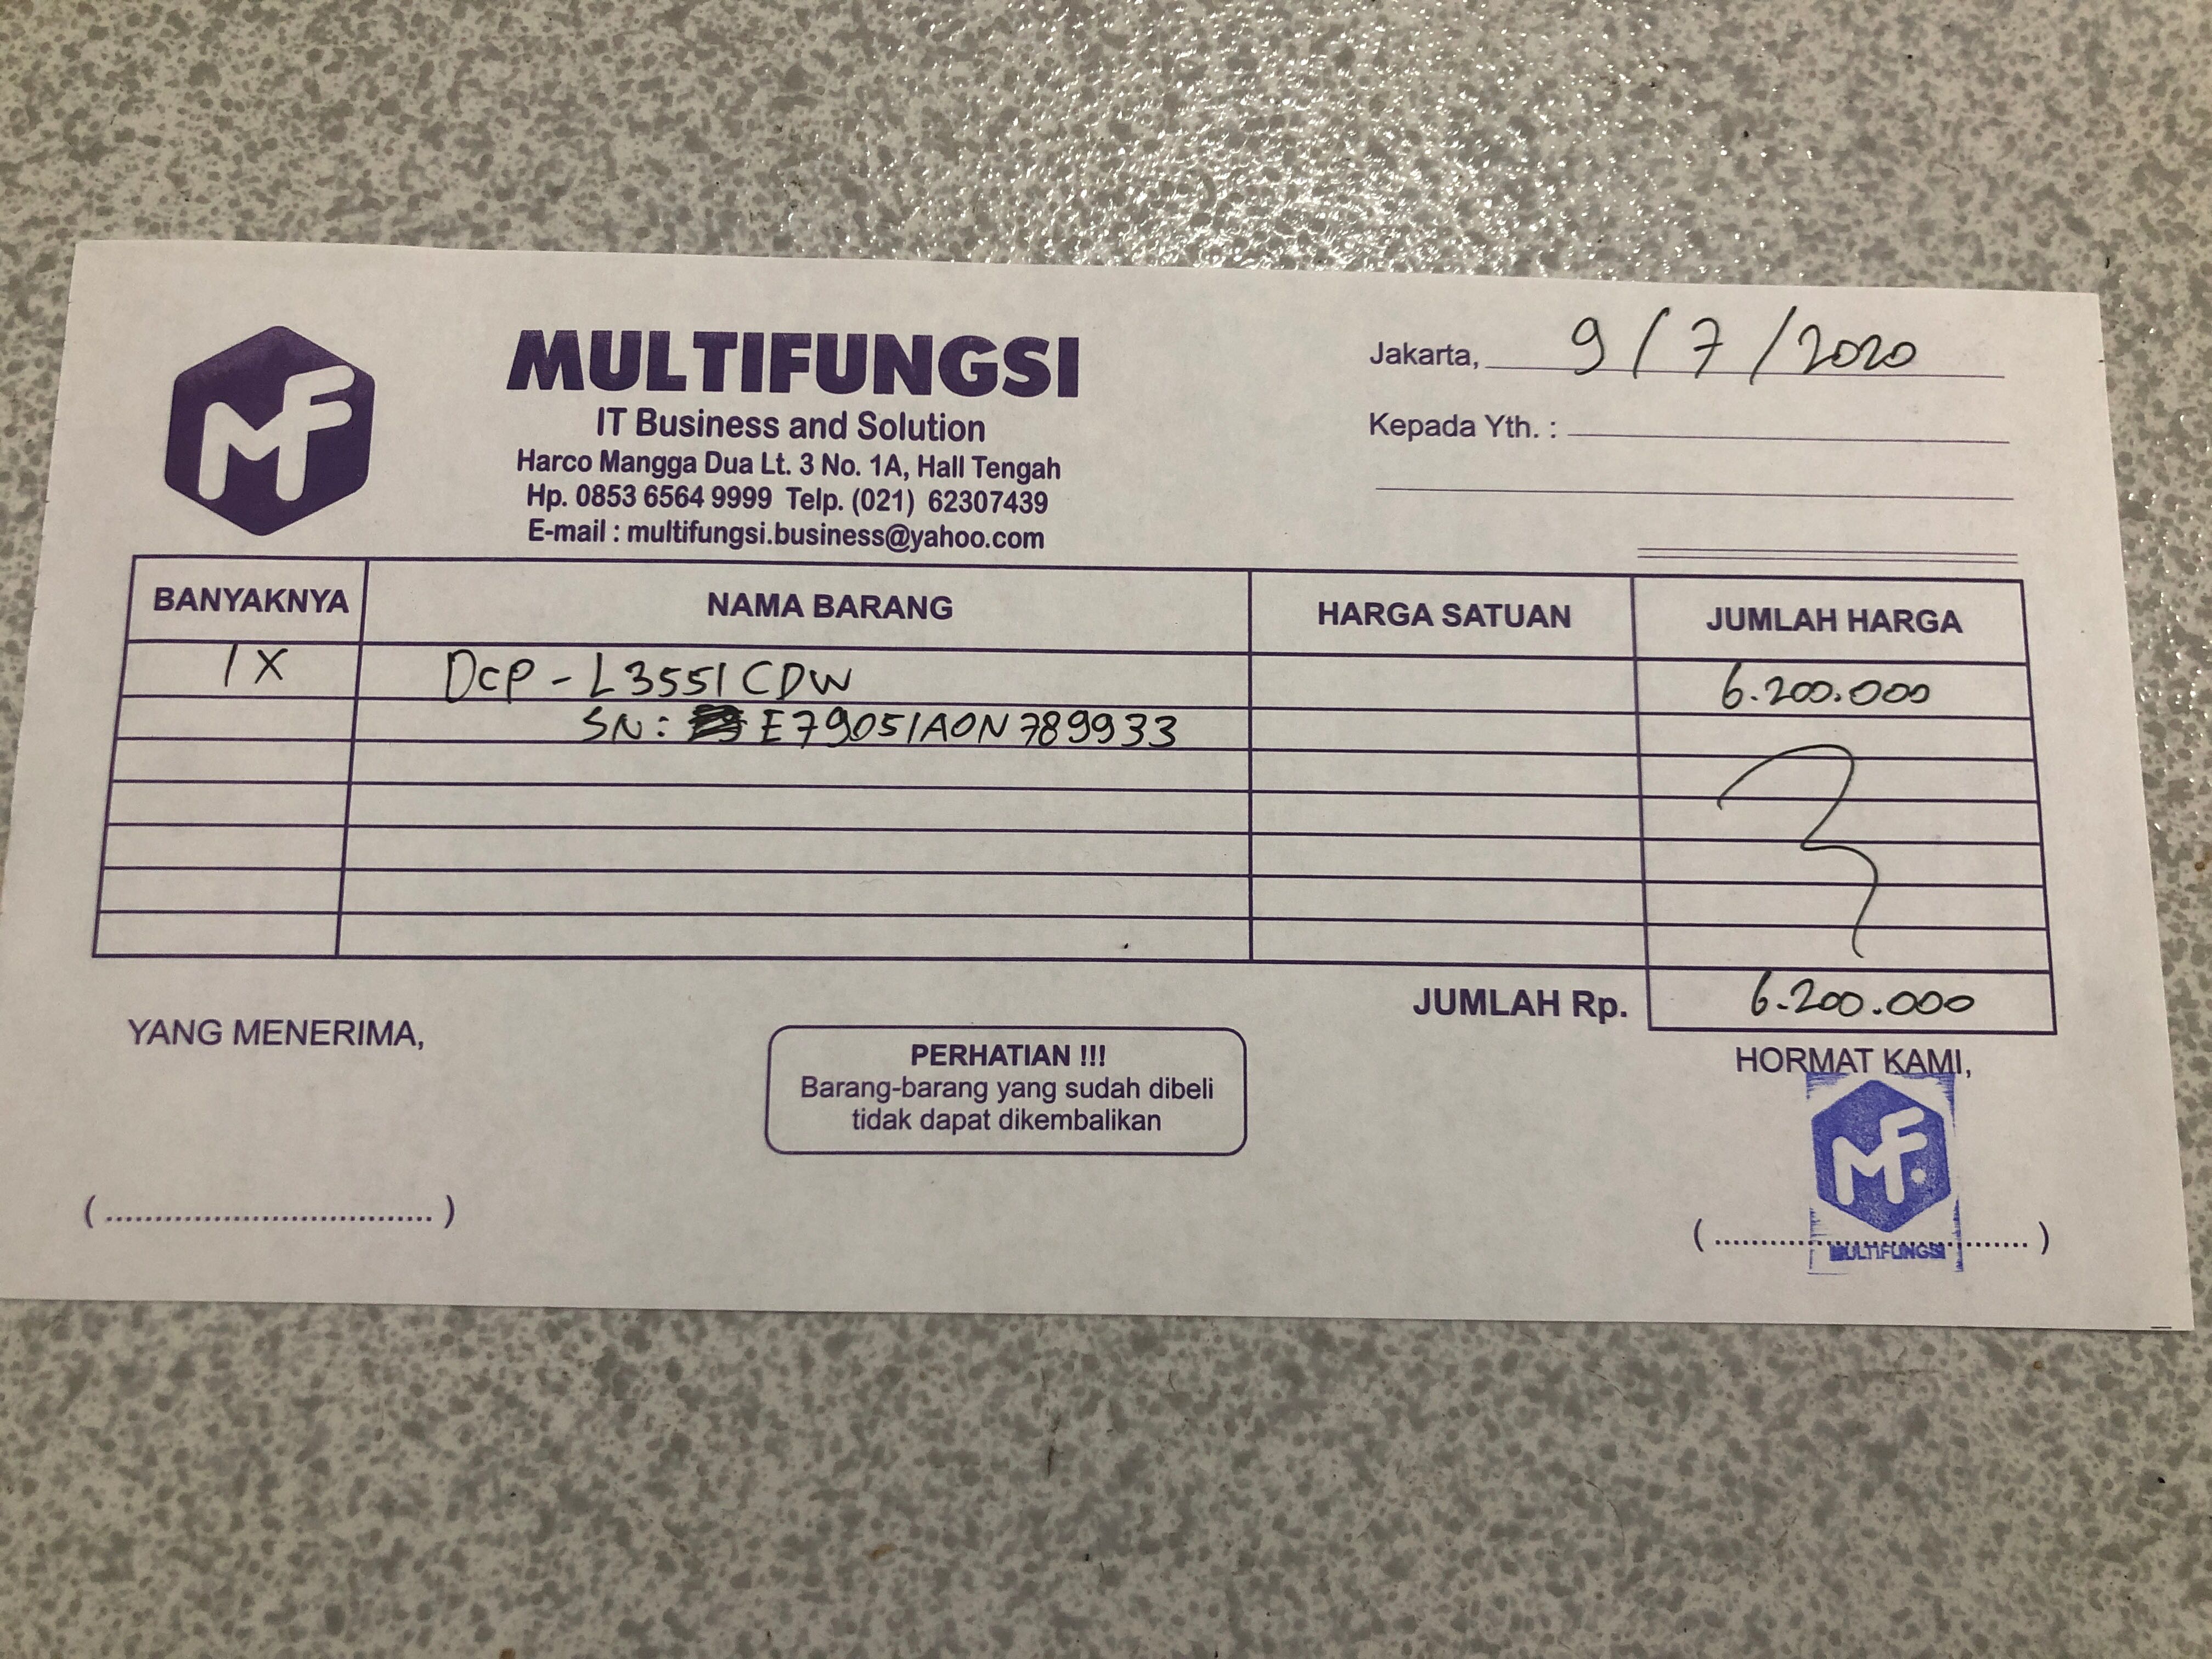 MF
MULTIFUNGSI
IT Business and Solution
Harco Mangga Dua Lt. 3 No. 1A, Hall Tengah
Hp. 0853 6564 9999 Telp. (021) 62307439
E-mail : multifungsi.business@yahoo.com
Jakarta, 9/7/2020
Kepada Yth. :
BANYAKNYA NAMA BARANG HARGA SATUAN JUMLAH HARGA
1X DCP-L3551CDW 6.200.000
SN: E79051A0N789933
JUMLAH Rp. 6.200.000
YANG MENERIMA,
PERHATIAN !!!
Barang-barang yang sudah dibeli
tidak dapat dikembalikan
HORMAT KAMI,
MF.
(..................................)
(..................................)
MULTIFUNGSI